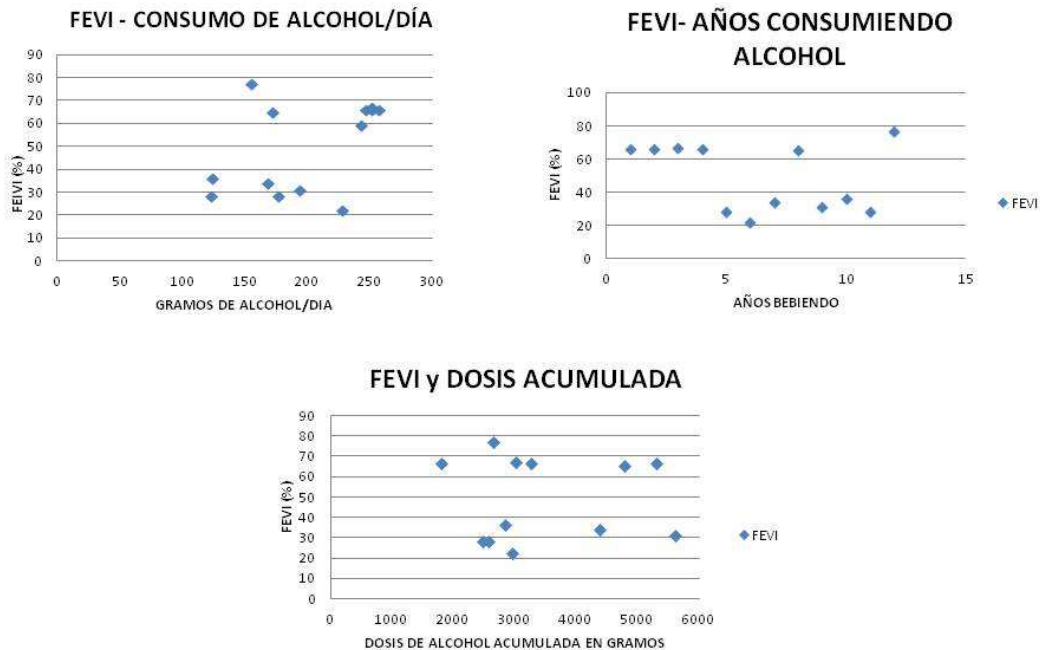 FEVI - CONSUMO DE ALCOHOL/DÍA
90
80
70
60
50
40
30
20
10
0
FEIVI (%)
0 50 100 150 200 250 300
GRAMOS DE ALCOHOL/DIA
FEVI- AÑOS CONSUMIENDO
ALCOHOL
100
80
60
40
20
0
FEVI (%)
0 5 10 15
AÑOS BEBIENDO
FEVI
FEVI y DOSIS ACUMULADA
90
80
70
60
50
40
30
20
10
0
FEVI (%)
0 1000 2000 3000 4000 5000 6000
DOSIS DE ALCOHOL ACUMULADA EN GRAMOS
FEVI